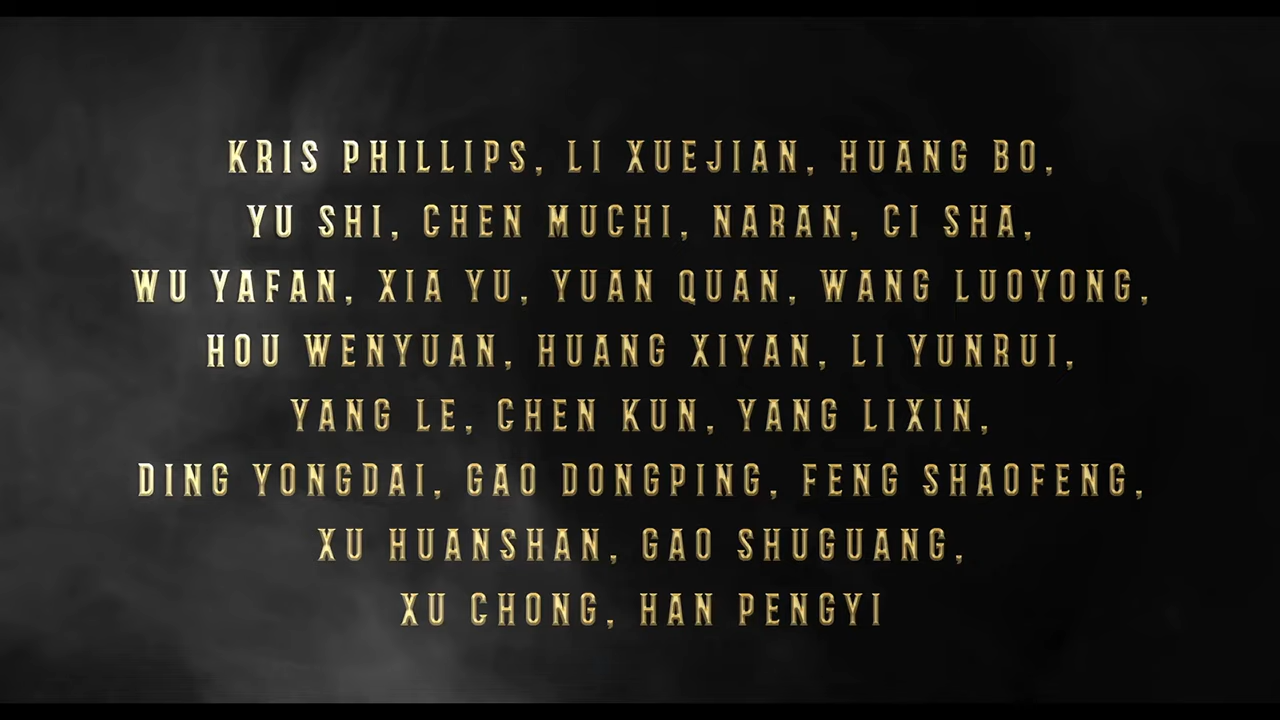 KRIS PHILLIPS, LI XUEJIAN, HUANG BO,
YU SHI, CHEN MUCHI, NARAN, CI SHA,
WU YAFAN, XIA YU, YUAN QUAN, WANG LUOYONG,
HOU WENYUAN, HUANG XIYAN, LI YUNRUI,
YANG LE, CHEN KUN, YANG LIXIN,
DING YONGDAI, GAO DONGPING, FENG SHAOFENG,
XU HUANSHAN, GAO SHUGUANG,
XU CHONG, HAN PENGYI